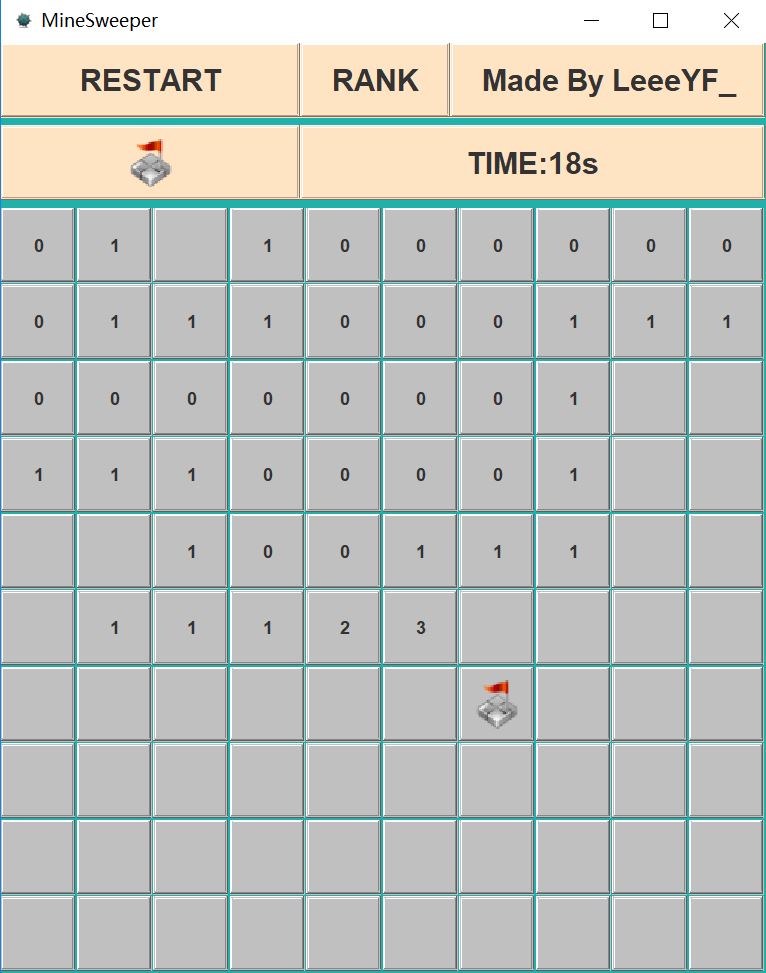 MineSweeper
RESTART RANK Made By LeeeYF_
TIME:18s
0 1 1 0 0 0 0 0 0
0 1 1 1 0 0 0 1 1 1
0 0 0 0 0 0 0 1
1 1 1 0 0 0 0 1
1 0 0 1 1 1
1 1 1 2 3